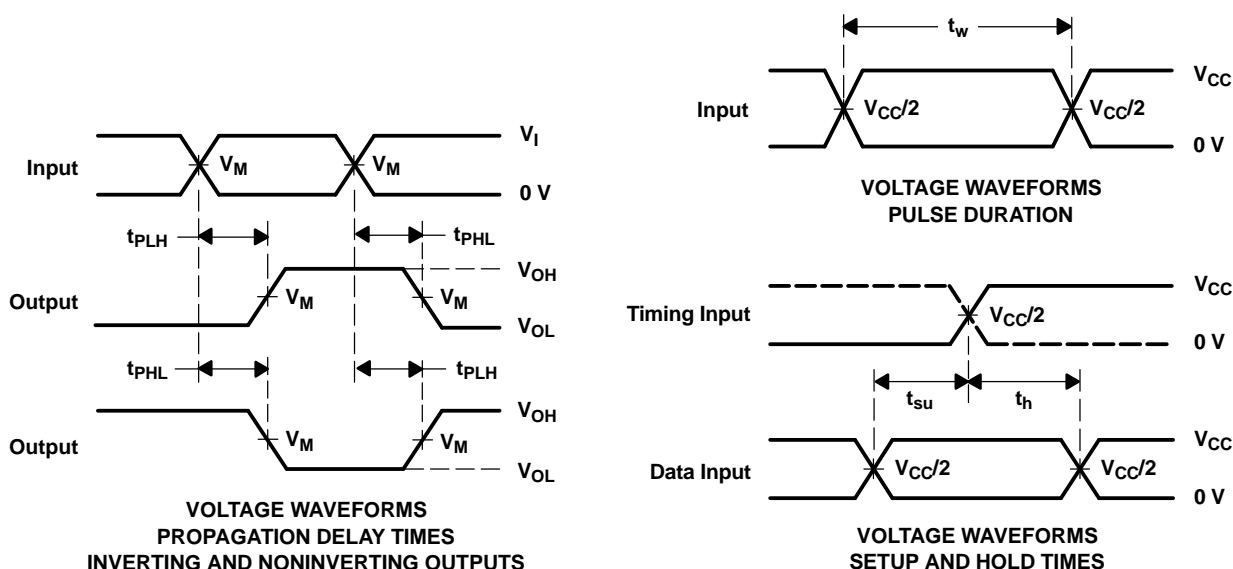 Input
V_M
V_M
V_I
0 V
t_PLH
t_PHL
Output
V_M
V_M
V_OH
V_OL
t_PHL
t_PLH
Output
V_M
V_M
V_OH
V_OL
VOLTAGE WAVEFORMS
PROPAGATION DELAY TIMES
INVERTING AND NONINVERTING OUTPUTS
t_w
Input
V_CC/2
V_CC/2
V_CC
0 V
VOLTAGE WAVEFORMS
PULSE DURATION
Timing Input
V_CC/2
V_CC
0 V
t_su
t_h
Data Input
V_CC/2
V_CC/2
V_CC
0 V
VOLTAGE WAVEFORMS
SETUP AND HOLD TIMES